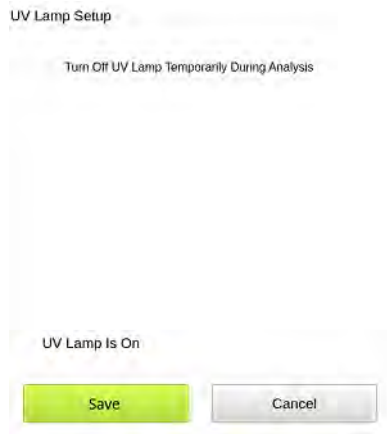 UV Lamp Setup
Turn Off UV Lamp Temporarily During Analysis
UV Lamp Is On
Save
Cancel